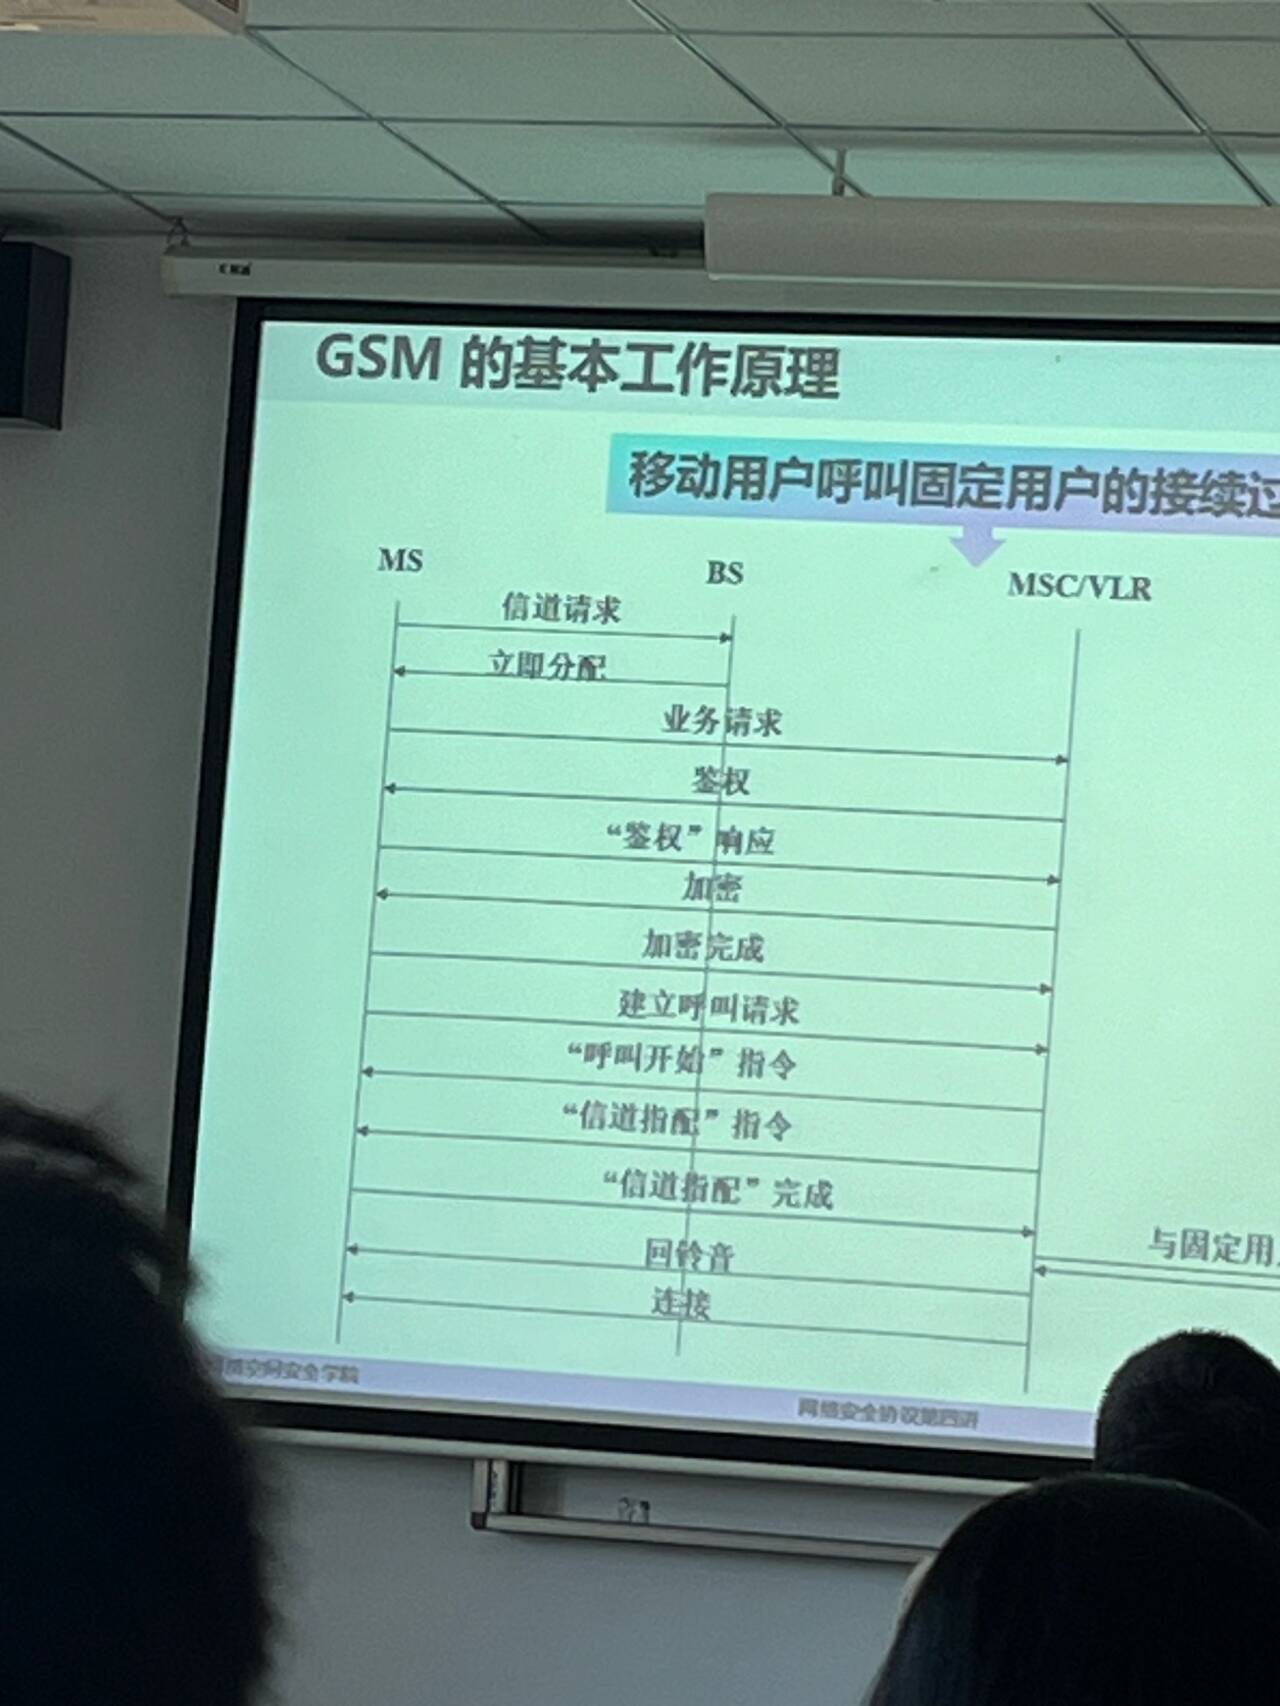 GSM 的基本工作原理
移动用户呼叫固定用户的接续过
MS
BS
MSC/VLR
信道请求
立即分配
业务请求
鉴权
“鉴权”响应
加密
加密完成
建立呼叫请求
“呼叫开始”指令
“信道指配”指令
“信道指配”完成
与固定用
回铃音
连接
空间安全学院
网络安全协议第四讲